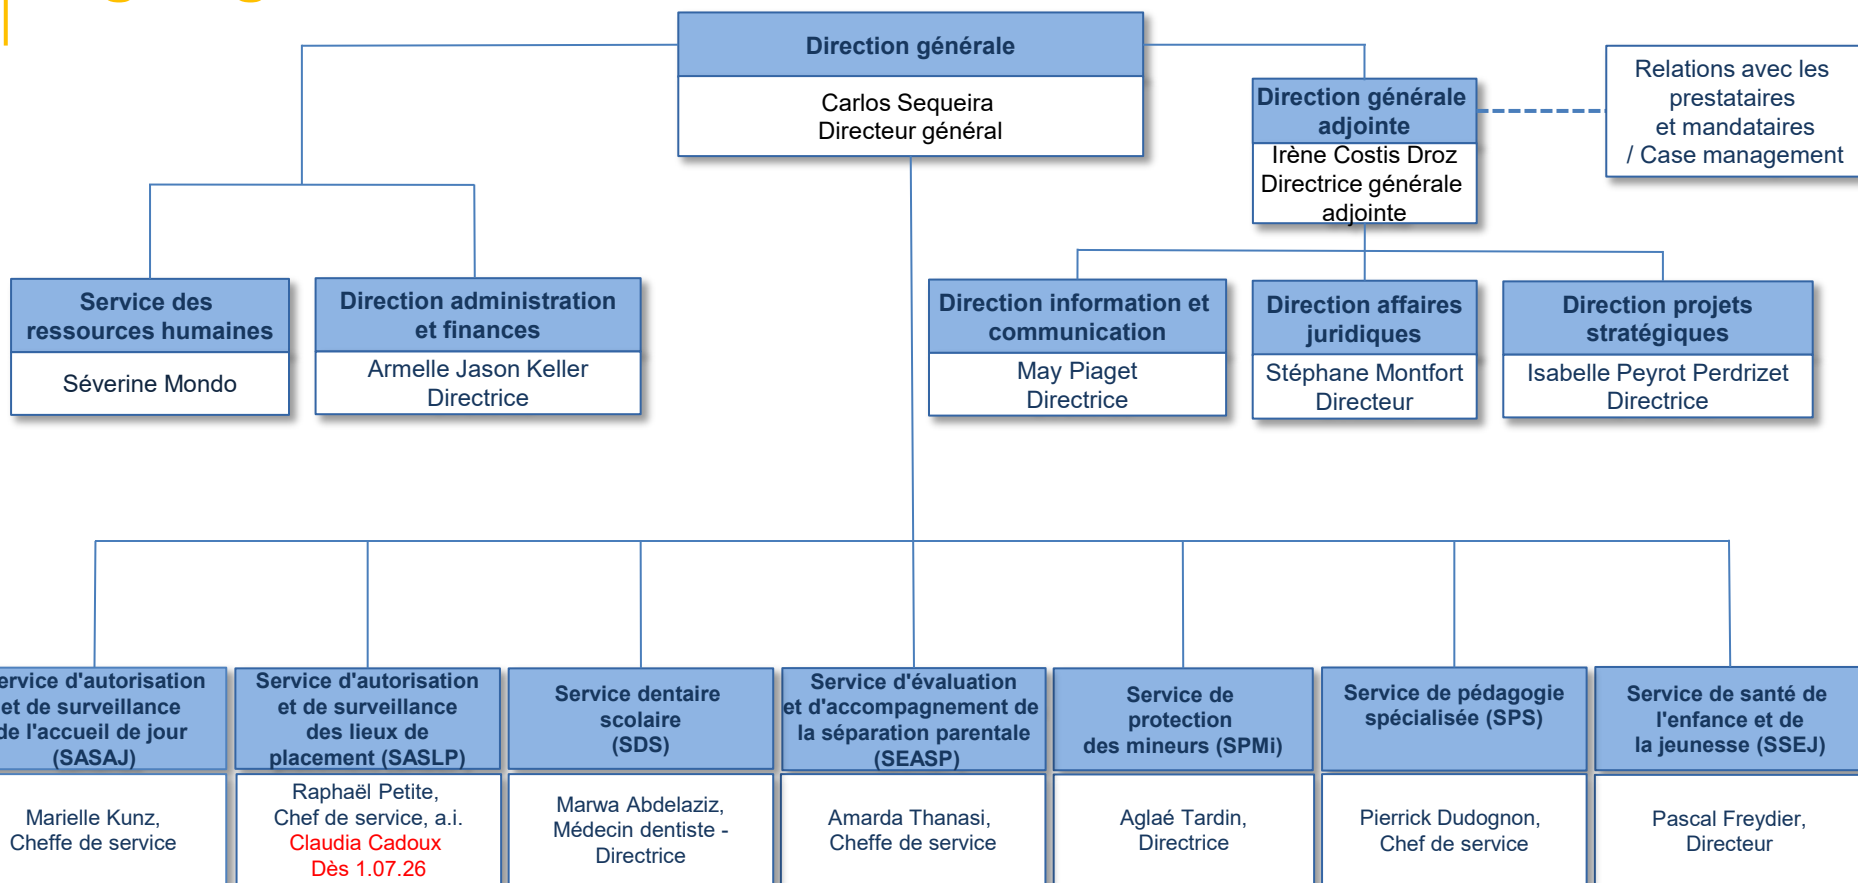 Direction générale
Carlos Sequeira
Directeur général
Direction générale
adjointe
Irène Costis Droz
Directrice générale
adjointe
Relations avec les
prestataires
et mandataires
/ Case management
Service des
ressources humaines
Séverine Mondo
Direction administration
et finances
Armelle Jason Keller
Directrice
Direction information et
communication
May Piaget
Directrice
Direction affaires
juridiques
Stéphane Montfort
Directeur
Direction projets
stratégiques
Isabelle Peyrot Perdrizet
Directrice
Service d'autorisation
et de surveillance
de l'accueil de jour
(SASAJ)
Marielle Kunz,
Cheffe de service
Service d'autorisation
et de surveillance
des lieux de
placement (SASLP)
Raphaël Petite,
Chef de service, a.i.
Claudia Cadoux
Dès 1.07.26
Service dentaire
scolaire
(SDS)
Marwa Abdelaziz,
Médecin dentiste -
Directrice
Service d'évaluation
et d'accompagnement de
la séparation parentale
(SEASP)
Amarda Thanasi,
Cheffe de service
Service de
protection
des mineurs (SPMi)
Aglaé Tardin,
Directrice
Service de pédagogie
spécialisée (SPS)
Pierrick Dudognon,
Chef de service
Service de santé de
l'enfance et de
la jeunesse (SSEJ)
Pascal Freydier,
Directeur